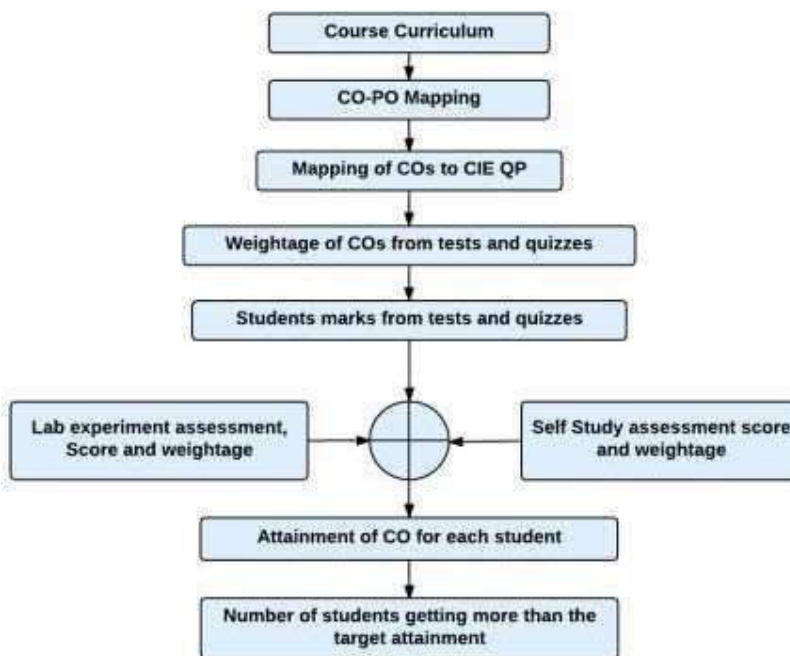 Course Curriculum
CO-PO Mapping
Mapping of COs to CIE QP
Weightage of COs from tests and quizzes
Students marks from tests and quizzes
Lab experiment assessment,
Score and weightage
Self Study assessment score
and weightage
Attainment of CO for each student
Number of students getting more than the
target attainment